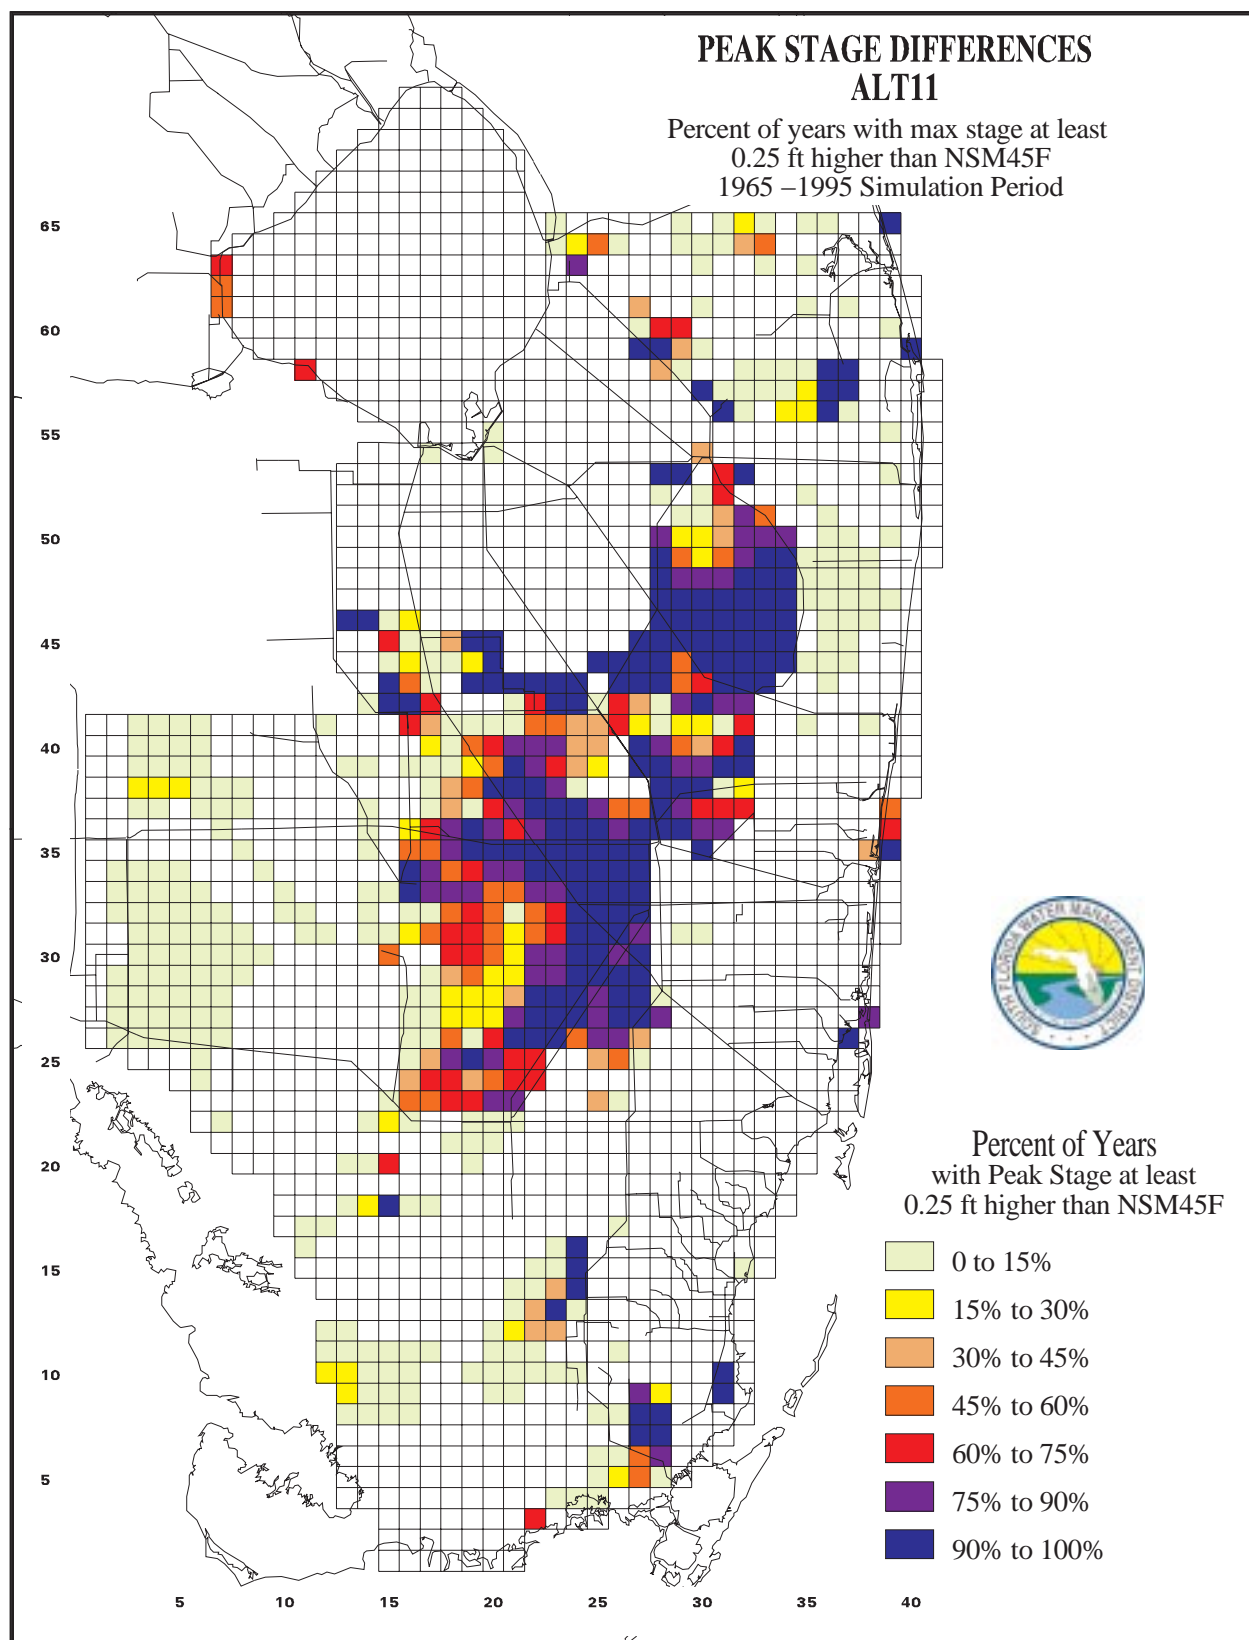 PEAK STAGE DIFFERENCES
ALT11
Percent of years with max stage at least
0.25 ft higher than NSM45F
1965 –1995 Simulation Period
65
60
55
50
45
40
35
30
25
20
15
10
5
5
10
15
20
25
30
35
40
SOUTH FLORIDA WATER MANAGEMENT DISTRICT
Percent of Years
with Peak Stage at least
0.25 ft higher than NSM45F
0 to 15%
15% to 30%
30% to 45%
45% to 60%
60% to 75%
75% to 90%
90% to 100%